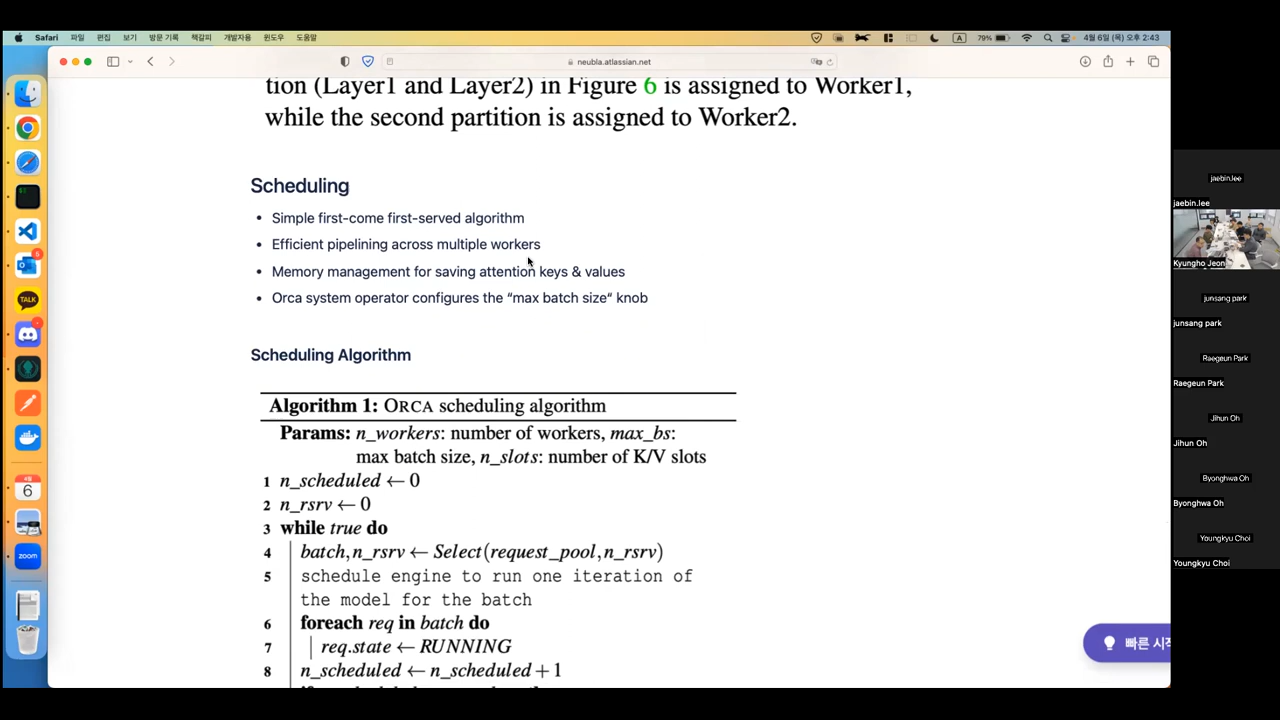 Safari 파일 편집 보기 방문 기록 책갈피 개발자용 윈도우 도움말
79% A 4월 6일 (목) 오후 2:43
neubla.atlassian.net
tion (Layer1 and Layer2) in Figure 6 is assigned to Worker1,
while the second partition is assigned to Worker2.
Scheduling
• Simple first-come first-served algorithm
• Efficient pipelining across multiple workers
• Memory management for saving attention keys & values
• Orca system operator configures the “max batch size“ knob
Scheduling Algorithm
Algorithm 1: ORCA scheduling algorithm
Params: n_workers: number of workers, max_bs:
max batch size, n_slots: number of K/V slots
1 n_scheduled ← 0
2 n_rsrv ← 0
3 while true do
4 batch,n_rsrv ← Select(request_pool,n_rsrv)
5 schedule engine to run one iteration of
the model for the batch
6 foreach req in batch do
7 req.state ← RUNNING
8 n_scheduled ← n_scheduled + 1
빠른 시작
TALK
6
zoom
jaebin.lee
jaebin.lee
Kyungho Jeon
junsang park
junsang park
Raegeun Park
Raegeun Park
Jihun Oh
Jihun Oh
Byonghwa Oh
Byonghwa Oh
Youngkyu Choi
Youngkyu Choi